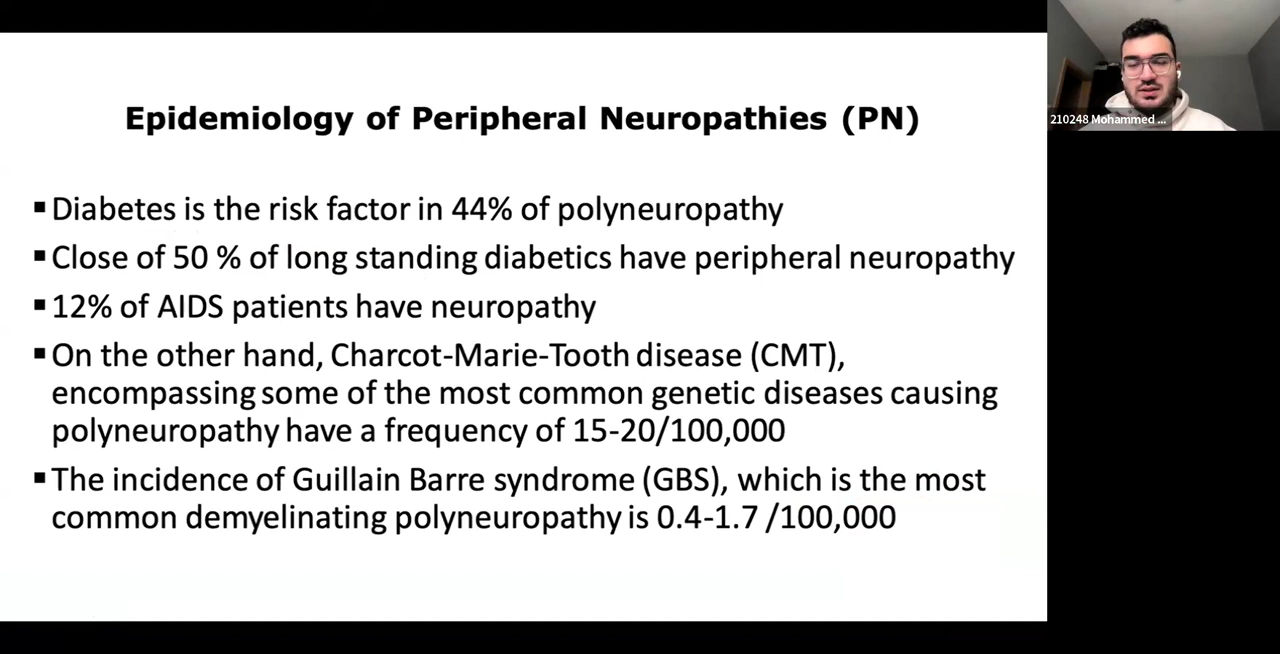 Epidemiology of Peripheral Neuropathies (PN)
▪Diabetes is the risk factor in 44% of polyneuropathy
▪Close of 50 % of long standing diabetics have peripheral neuropathy
▪12% of AIDS patients have neuropathy
▪On the other hand, Charcot-Marie-Tooth disease (CMT),
encompassing some of the most common genetic diseases causing
polyneuropathy have a frequency of 15-20/100,000
▪The incidence of Guillain Barre syndrome (GBS), which is the most
common demyelinating polyneuropathy is 0.4-1.7 /100,000
210248 Mohammed ...